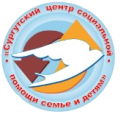 «Сургутский центр социальной
помощи семье и детям»